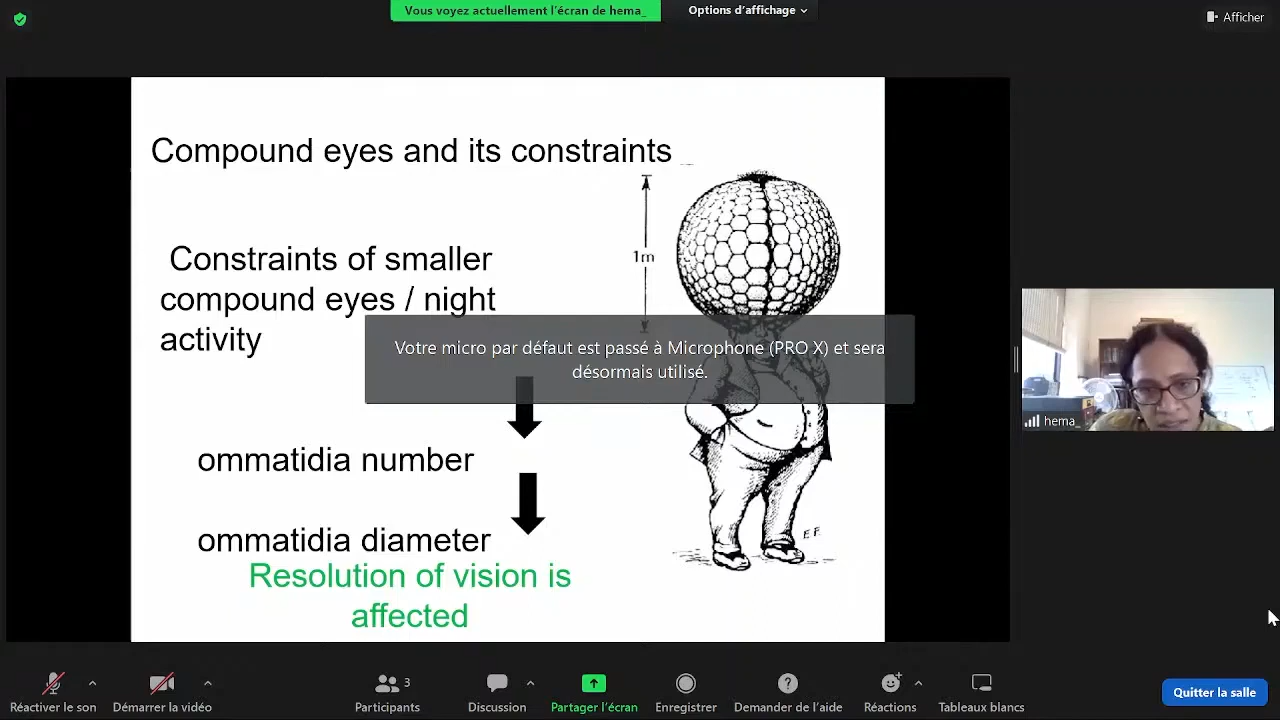 Vous voyez actuellement l'écran de hema_
Options d'affichage
Afficher
Compound eyes and its constraints
1m
Constraints of smaller
compound eyes / night
activity
Votre micro par défaut est passé à Microphone (PRO X) et sera
désormais utilisé.
hema_
ommatidia number
E F
ommatidia diameter
Resolution of vision is
affected
3
Réactiver le son
Démarrer la vidéo
Participants
Discussion
Partager l'écran
Enregistrer
Demander de l'aide
Réactions
Tableaux blancs
Quitter la salle